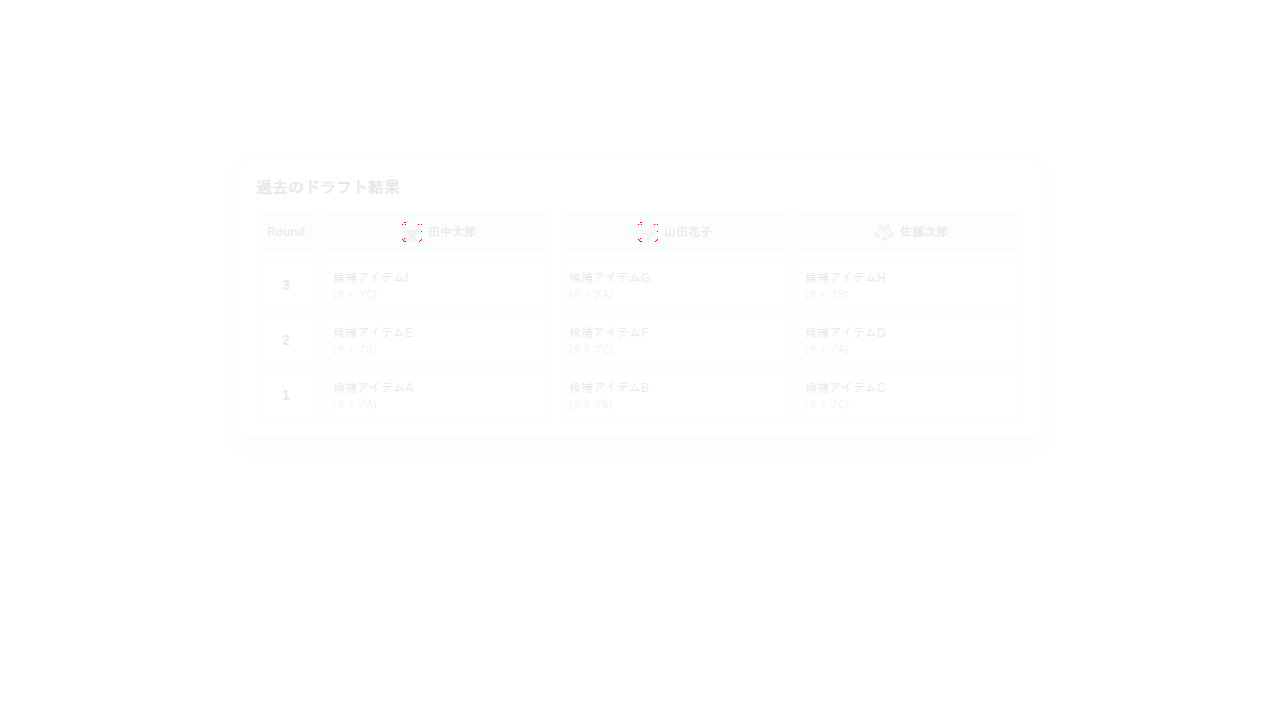 過去のドラフト結果
Round 田中太郎 山田花子 佐藤次郎
3 候補アイテムI 候補アイテムG 候補アイテムH
(タイプC) (タイプA) (タイプB)
2 候補アイテムE 候補アイテムF 候補アイテムD
(タイプB) (タイプC) (タイプA)
1 候補アイテムA 候補アイテムB 候補アイテムC
(タイプA) (タイプB) (タイプC)